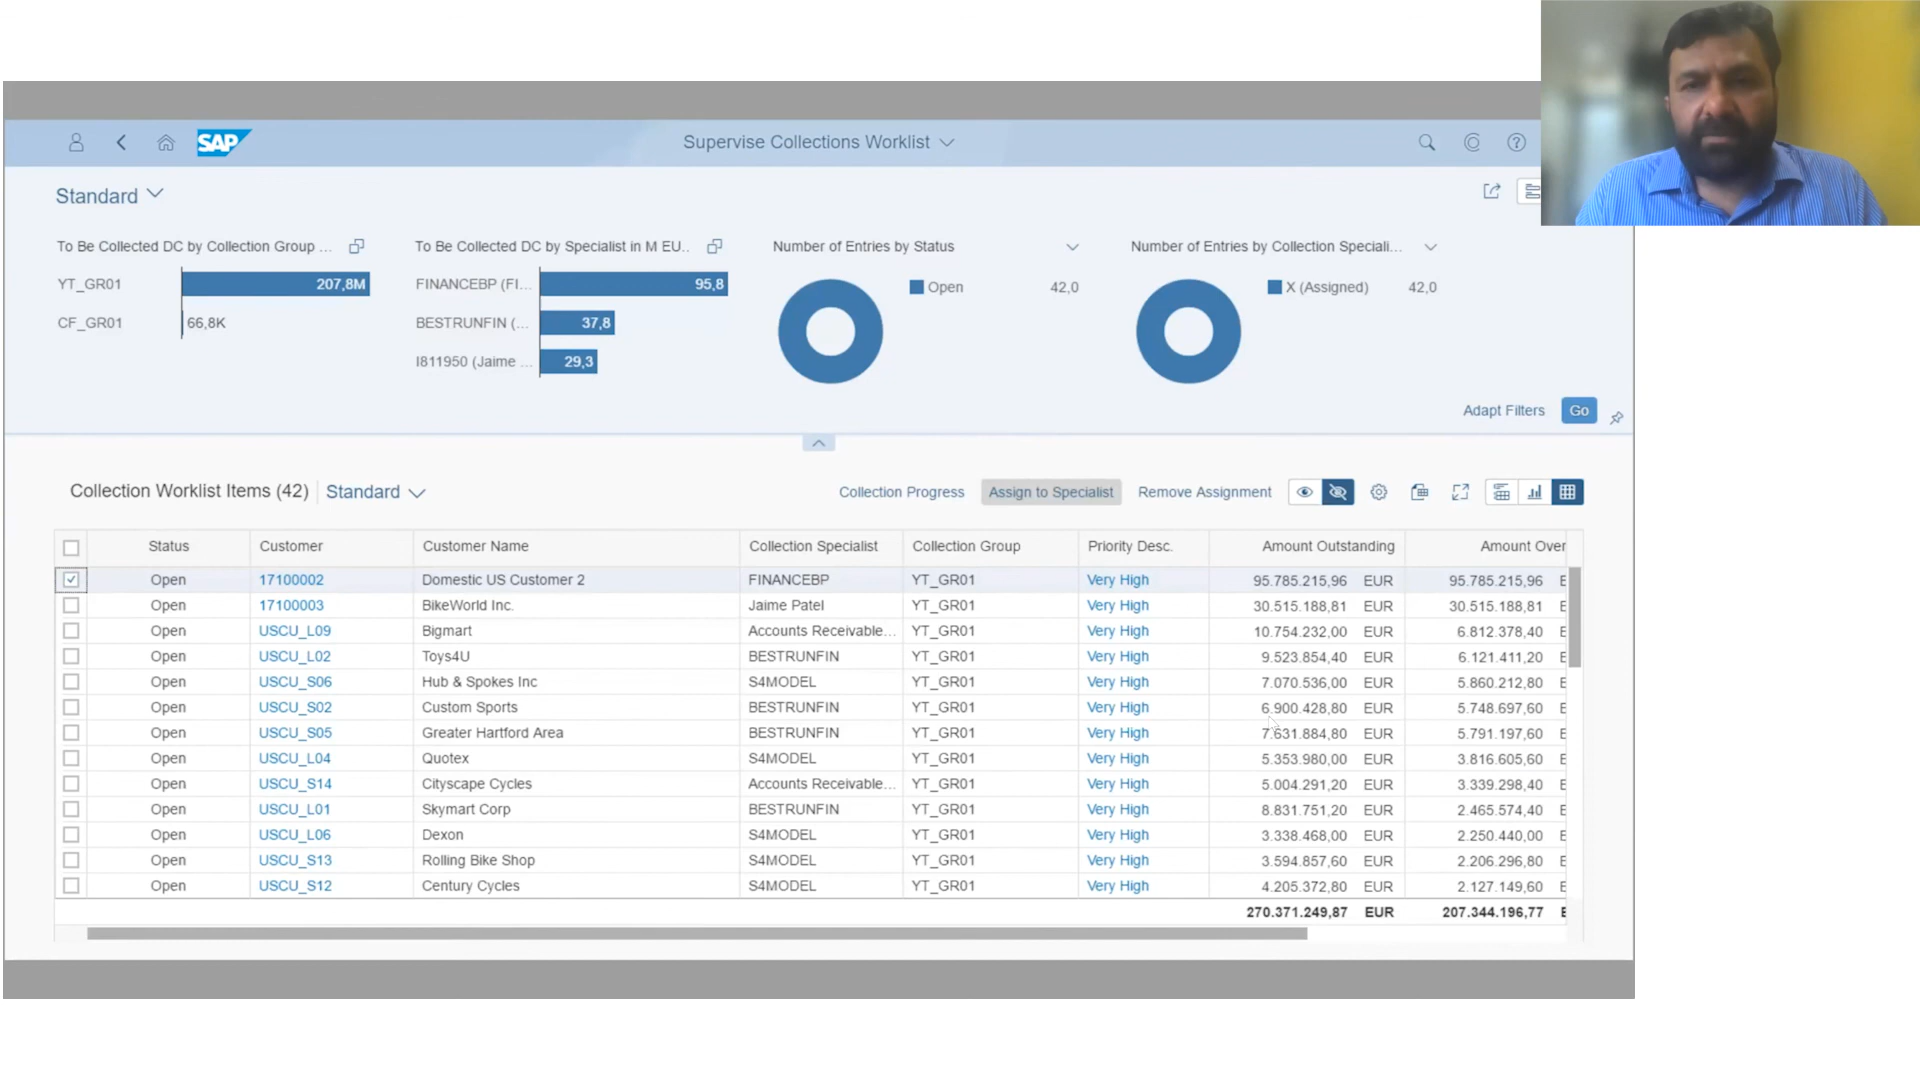 SAP
Supervise Collections Worklist
Standard
To Be Collected DC by Collection Group ...
YT_GR01 207,8M
CF_GR01 66,8K
To Be Collected DC by Specialist in M EU..
FINANCEBP (FI... 95,8
BESTRUNFIN (... 37,8
I811950 (Jaime ... 29,3
Number of Entries by Status
Open 42,0
Number of Entries by Collection Speciali...
X (Assigned) 42,0
Adapt Filters Go
Collection Worklist Items (42) Standard Collection Progress Assign to Specialist Remove Assignment
Status Customer Customer Name Collection Specialist Collection Group Priority Desc. Amount Outstanding Amount Over
Open 17100002 Domestic US Customer 2 FINANCEBP YT_GR01 Very High 95.785.215,96 EUR 95.785.215,96 E
Open 17100003 BikeWorld Inc. Jaime Patel YT_GR01 Very High 30.515.188,81 EUR 30.515.188,81 E
Open USCU_L09 Bigmart Accounts Receivable... YT_GR01 Very High 10.754.232,00 EUR 6.812.378,40 E
Open USCU_L02 Toys4U BESTRUNFIN YT_GR01 Very High 9.523.854,40 EUR 6.121.411,20 E
Open USCU_S06 Hub & Spokes Inc S4MODEL YT_GR01 Very High 7.070.536,00 EUR 5.860.212,80 E
Open USCU_S02 Custom Sports BESTRUNFIN YT_GR01 Very High 6.900.428,80 EUR 5.748.697,60 E
Open USCU_S05 Greater Hartford Area BESTRUNFIN YT_GR01 Very High 7.631.884,80 EUR 5.791.197,60 E
Open USCU_L04 Quotex S4MODEL YT_GR01 Very High 5.353.980,00 EUR 3.816.605,60 E
Open USCU_S14 Cityscape Cycles Accounts Receivable... YT_GR01 Very High 5.004.291,20 EUR 3.339.298,40 E
Open USCU_L01 Skymart Corp BESTRUNFIN YT_GR01 Very High 8.831.751,20 EUR 2.465.574,40 E
Open USCU_L06 Dexon S4MODEL YT_GR01 Very High 3.338.468,00 EUR 2.250.440,00 E
Open USCU_S13 Rolling Bike Shop S4MODEL YT_GR01 Very High 3.594.857,60 EUR 2.206.296,80 E
Open USCU_S12 Century Cycles S4MODEL YT_GR01 Very High 4.205.372,80 EUR 2.127.149,60 E
270.371.249,87 EUR 207.344.196,77 E